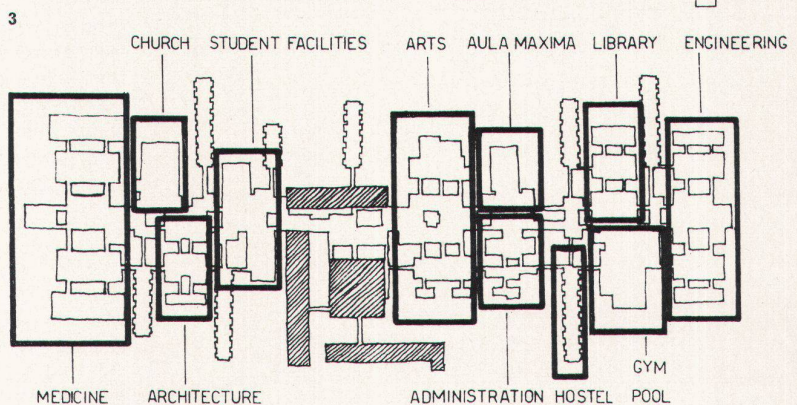 3
CHURCH STUDENT FACILITIES ARTS AULA MAXIMA LIBRARY ENGINEERING
GYM
MEDICINE ARCHITECTURE ADMINISTRATION HOSTEL POOL